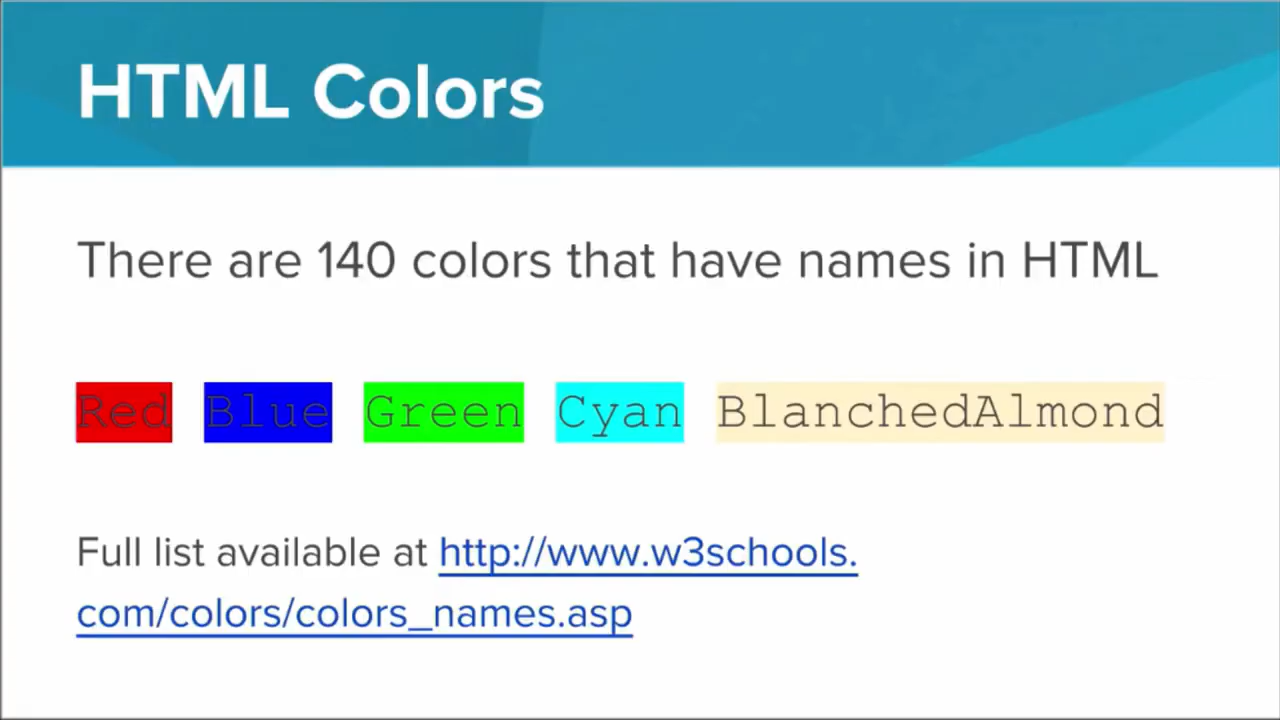 HTML Colors
There are 140 colors that have names in HTML
Red Blue Green Cyan BlanchedAlmond
Full list available at http://www.w3schools.
com/colors/colors_names.asp